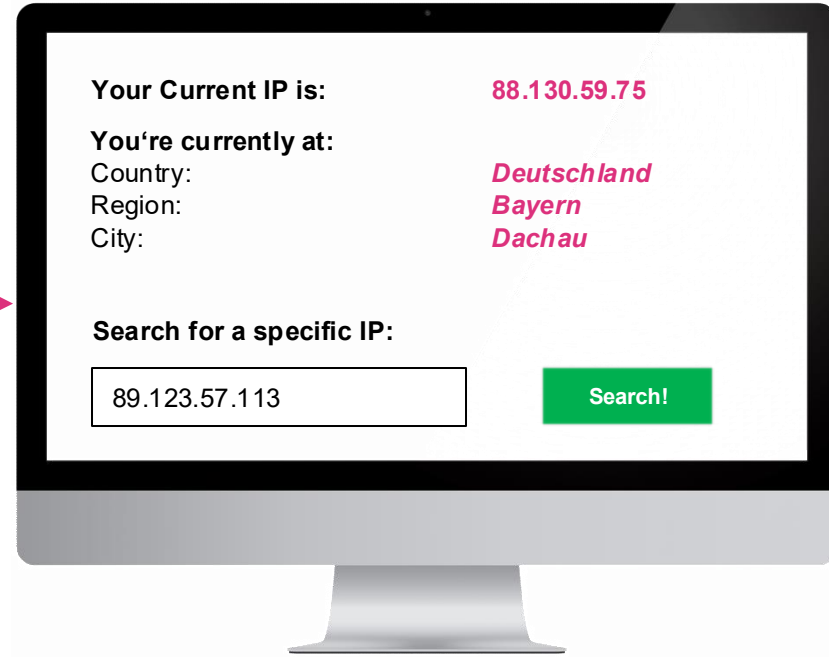 Your Current IP is: 88.130.59.75
You‘re currently at:
Country: Deutschland
Region: Bayern
City: Dachau
Search for a specific IP:
89.123.57.113 Search!